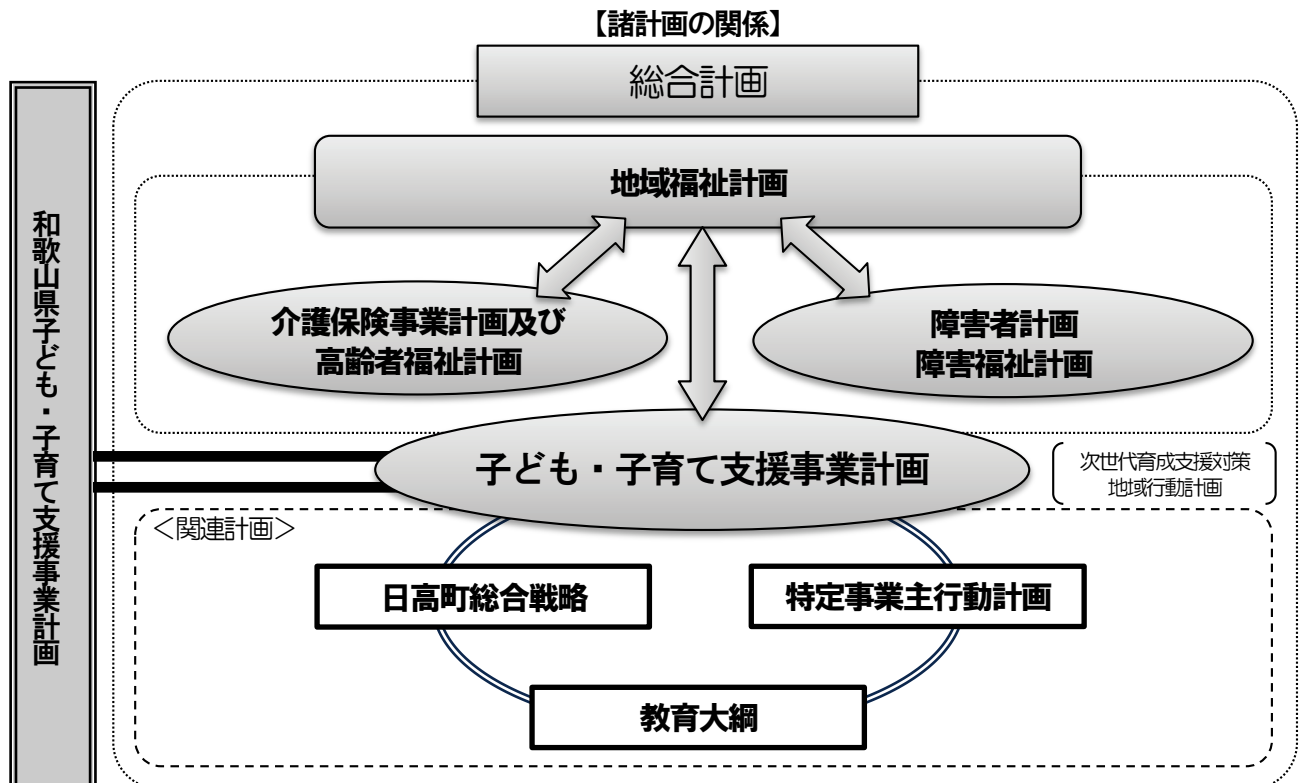 【諸計画の関係】
総合計画
和歌山県子ども・子育て支援事業計画
地域福祉計画
介護保険事業計画及び
高齢者福祉計画
障害者計画
障害福祉計画
子ども・子育て支援事業計画
次世代育成支援対策
地域行動計画
＜関連計画＞
日高町総合戦略
特定事業主行動計画
教育大綱